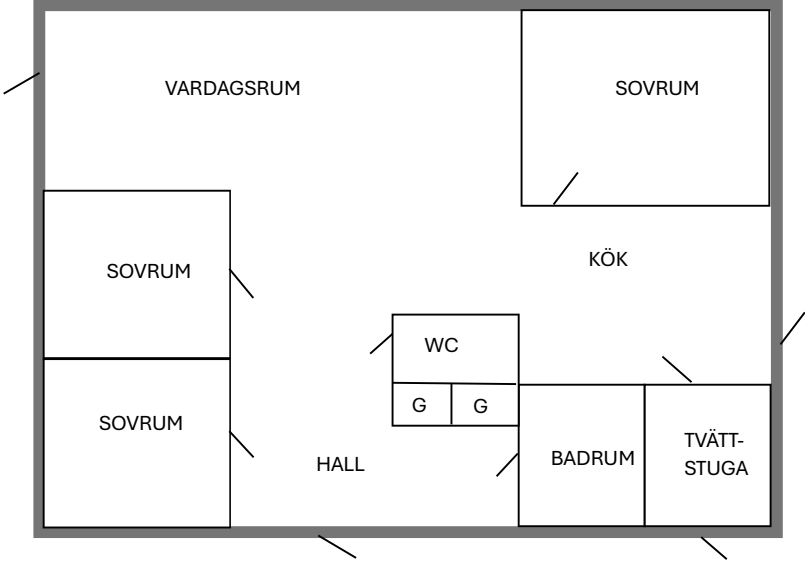 VARDAGSRUM
SOVRUM
SOVRUM
KÖK
WC
G
G
SOVRUM
HALL
BADRUM
TVÄTT-
STUGA